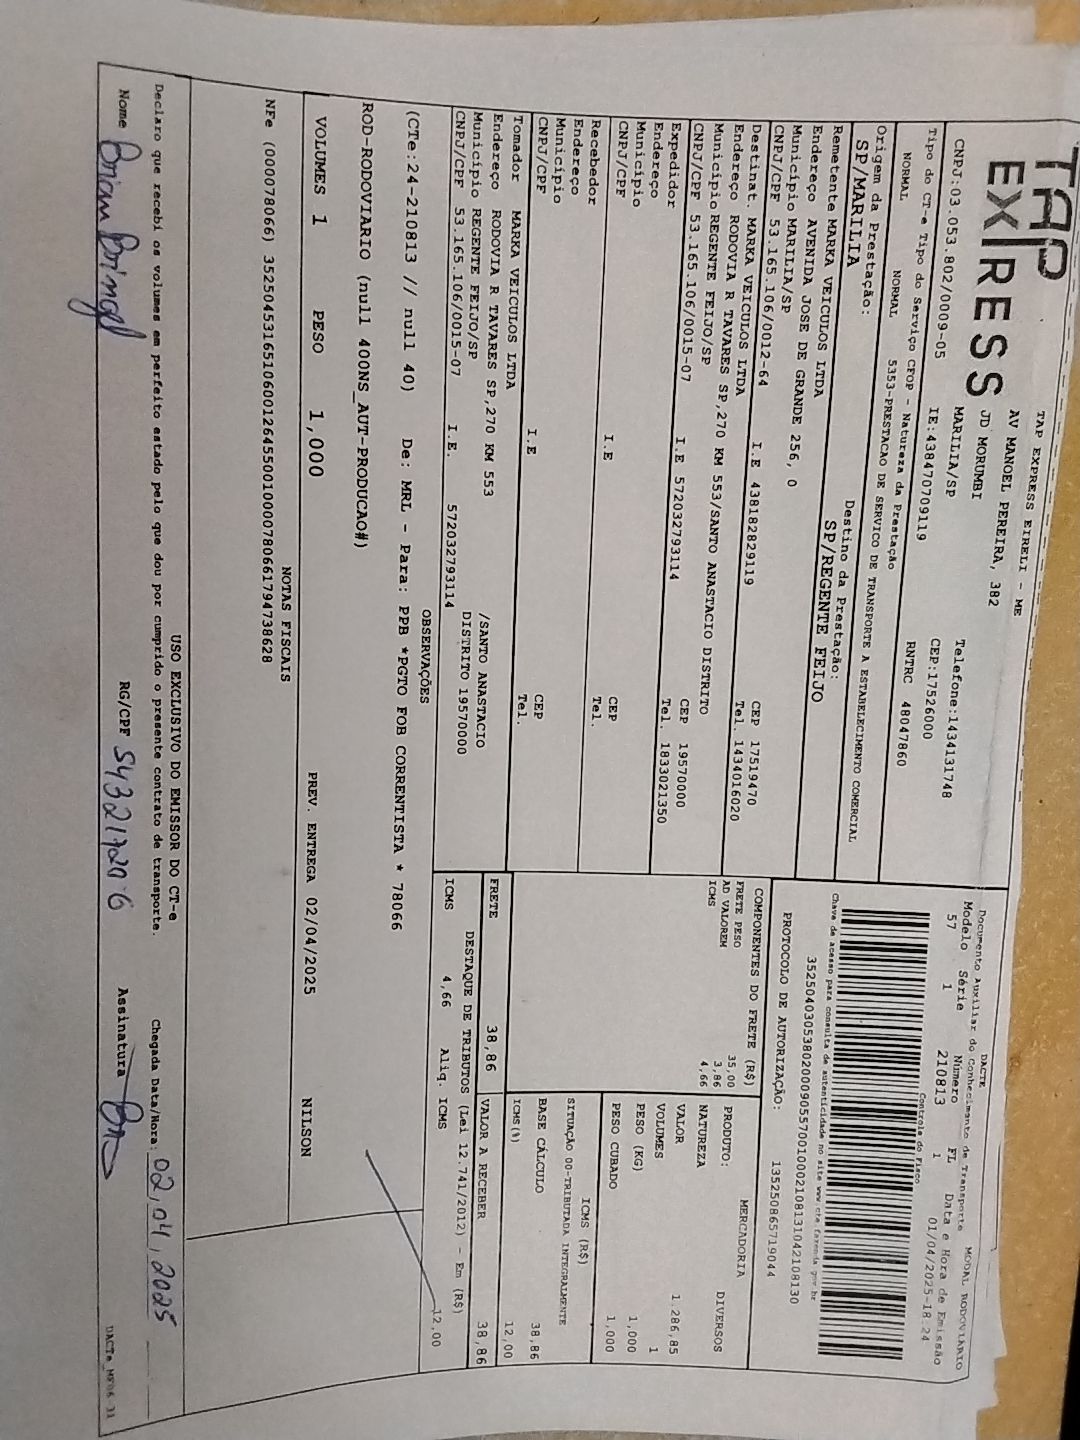 TAP
EXPRESS
TAP EXPRESS EIRELI - ME
AV MANOEL PEREIRA, 382
JD MORUMBI
MARILIA/SP
Telefone:1434131748
CNPJ:03.053.802/0009-05 IE:438470709119 CEP:17526000
Tipo do CT-e Tipo do Serviço CFOP - Natureza da Prestação RNTRC 48047860
NORMAL NORMAL 5353-PRESTACAO DE SERVICO DE TRANSPORTE A ESTABELECIMENTO COMERCIAL
Origem da Prestação: Destino da Prestação:
SP/MARILIA SP/REGENTE FEIJO
Remetente MARKA VEICULOS LTDA
Endereço AVENIDA JOSE DE GRANDE 256, 0
Município MARILIA/SP CEP 17519470
CNPJ/CPF 53.165.106/0012-64 I.E 438182829119 Tel. 1434016020
Destinat. MARKA VEICULOS LTDA
Endereço RODOVIA R TAVARES SP,270 KM 553/SANTO ANASTACIO DISTRITO
Município REGENTE FEIJO/SP CEP 19570000
CNPJ/CPF 53.165.106/0015-07 I.E 572032793114 Tel. 1833021350
Expedidor
Endereço
Município CEP
CNPJ/CPF I.E Tel.
Recebedor
Endereço
Município CEP
CNPJ/CPF I.E Tel.
Tomador MARKA VEICULOS LTDA
Endereço RODOVIA R TAVARES SP,270 KM 553 /SANTO ANASTACIO
Município REGENTE FEIJO/SP DISTRITO 19570000
CNPJ/CPF 53.165.106/0015-07 I.E. 572032793114
DACTE MODAL RODOVIÁRIO
Documento Auxiliar do Conhecimento de Transporte
Modelo Série Número FL Data e Hora de Emissão
57 1 210813 1 01/04/2025-18:24
Controle do Fisco
Chave de acesso para consulta de autenticidade no site www.cte.fazenda.gov.br
35250403053802000905570010002108131042108130
PROTOCOLO DE AUTORIZAÇÃO: 135250865719044
COMPONENTES DO FRETE (R$)
FRETE PESO 35,00
AD VALOREM 3,86
ICMS 4,66
MERCADORIA
PRODUTO: DIVERSOS
NATUREZA
VALOR 1.286,85
VOLUMES 1
PESO (KG) 1,000
PESO CUBADO 1,000
ICMS (R$)
SITUAÇÃO 00-TRIBUTADA INTEGRALMENTE
BASE CÁLCULO 38,86
ICMS(%) 12,00
FRETE 38,86 VALOR A RECEBER 38,86
DESTAQUE DE TRIBUTOS (Lei 12.741/2012) - Em (R$)
ICMS 4,66 Aliq. ICMS 12,00
OBSERVAÇÕES
(CTe:24-210813 // null 40) De: MRL - Para: PPB *PGTO FOB CORRENTISTA * 78066
ROD-RODOVIARIO (null 400NS_AUT-PRODUCAO#)
VOLUMES 1 PESO 1,000 PREV. ENTREGA 02/04/2025 NILSON
NOTAS FISCAIS
NFe (000078066) 35250453165106001264550010000780661794738628
USO EXCLUSIVO DO EMISSOR DO CT-e
Declaro que recebi os volumes em perfeito estado pelo que dou por cumprido o presente contrato de transporte. Chegada Data/Hora: 02,04,2025
Nome Brian Bringel RG/CPF Assinatura